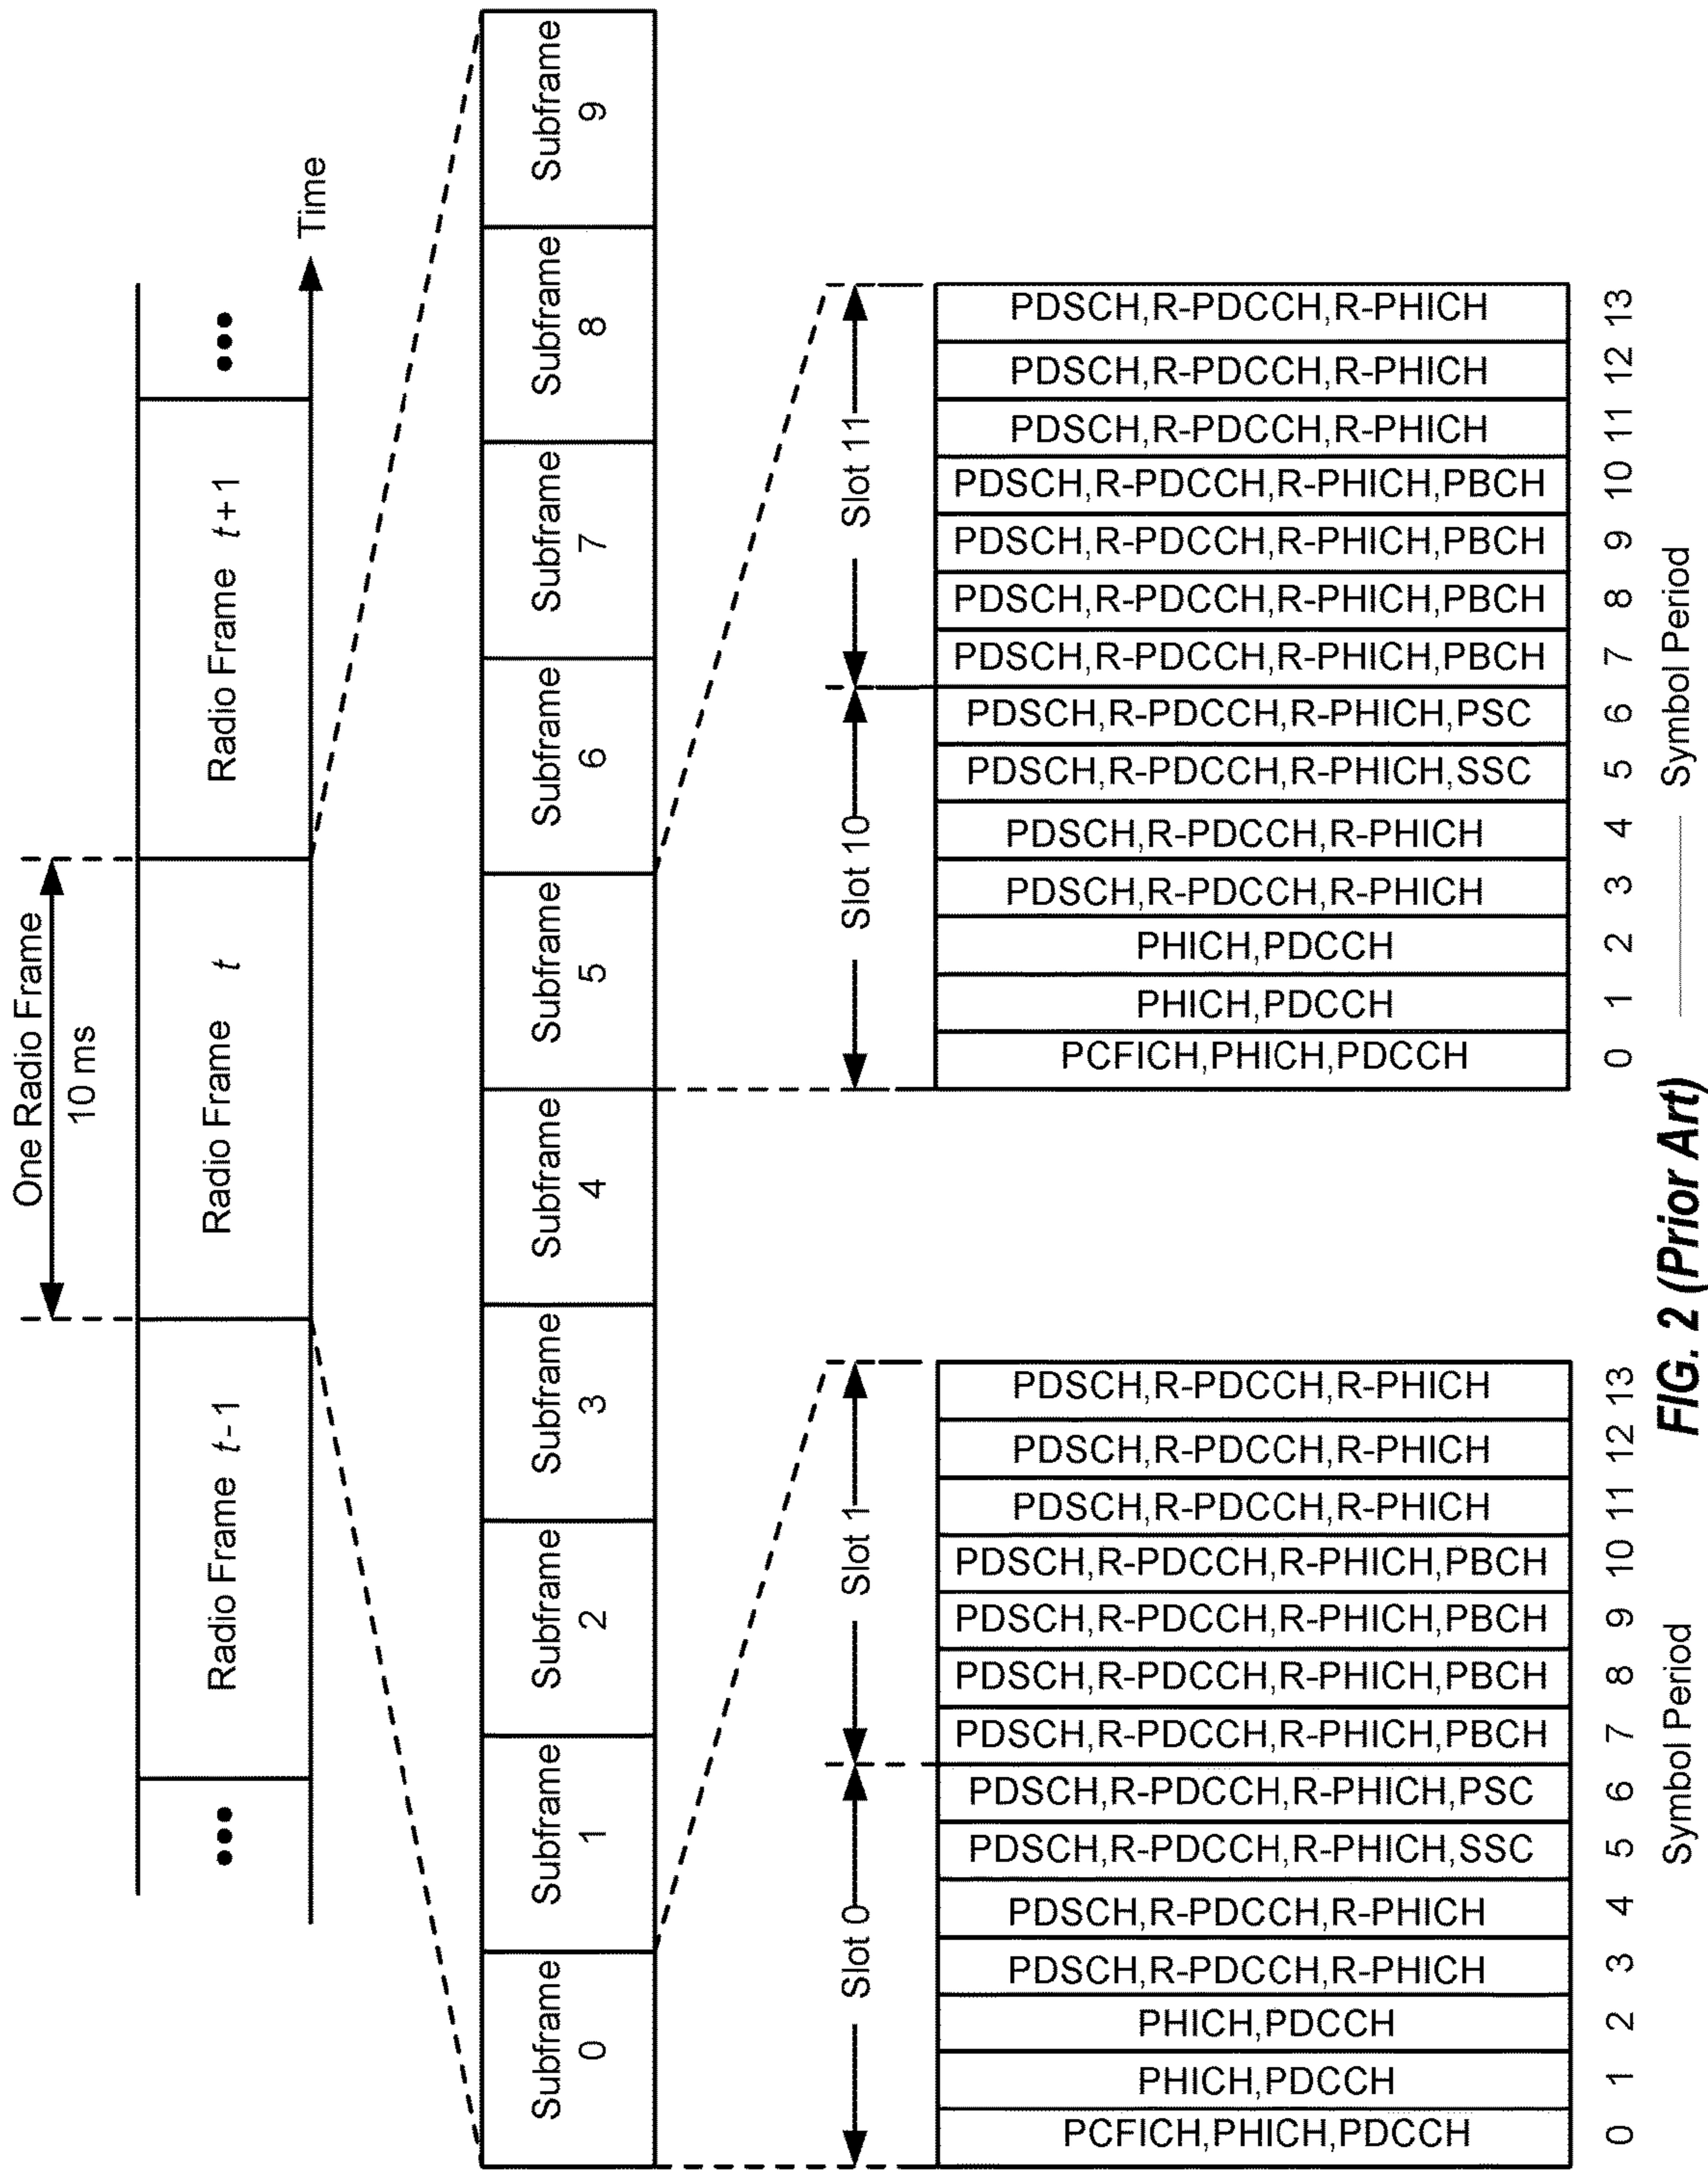 One Radio Frame
10 ms
••• Radio Frame t-1 Radio Frame t Radio Frame t+1 •••
Time
Subframe 0
Subframe 1
Subframe 2
Subframe 3
Subframe 4
Subframe 5
Subframe 6
Subframe 7
Subframe 8
Subframe 9
Slot 0
Slot 1
PCFICH,PHICH,PDCCH
PHICH,PDCCH
PHICH,PDCCH
PDSCH,R-PDCCH,R-PHICH
PDSCH,R-PDCCH,R-PHICH
PDSCH,R-PDCCH,R-PHICH,SSC
PDSCH,R-PDCCH,R-PHICH,PSC
PDSCH,R-PDCCH,R-PHICH,PBCH
PDSCH,R-PDCCH,R-PHICH,PBCH
PDSCH,R-PDCCH,R-PHICH,PBCH
PDSCH,R-PDCCH,R-PHICH,PBCH
PDSCH,R-PDCCH,R-PHICH
PDSCH,R-PDCCH,R-PHICH
PDSCH,R-PDCCH,R-PHICH
0 1 2 3 4 5 6 7 8 9 10 11 12 13
Symbol Period
Slot 10
Slot 11
PCFICH,PHICH,PDCCH
PHICH,PDCCH
PHICH,PDCCH
PDSCH,R-PDCCH,R-PHICH
PDSCH,R-PDCCH,R-PHICH
PDSCH,R-PDCCH,R-PHICH,SSC
PDSCH,R-PDCCH,R-PHICH,PSC
PDSCH,R-PDCCH,R-PHICH,PBCH
PDSCH,R-PDCCH,R-PHICH,PBCH
PDSCH,R-PDCCH,R-PHICH,PBCH
PDSCH,R-PDCCH,R-PHICH,PBCH
PDSCH,R-PDCCH,R-PHICH
PDSCH,R-PDCCH,R-PHICH
PDSCH,R-PDCCH,R-PHICH
0 1 2 3 4 5 6 7 8 9 10 11 12 13
Symbol Period
FIG. 2 (Prior Art)